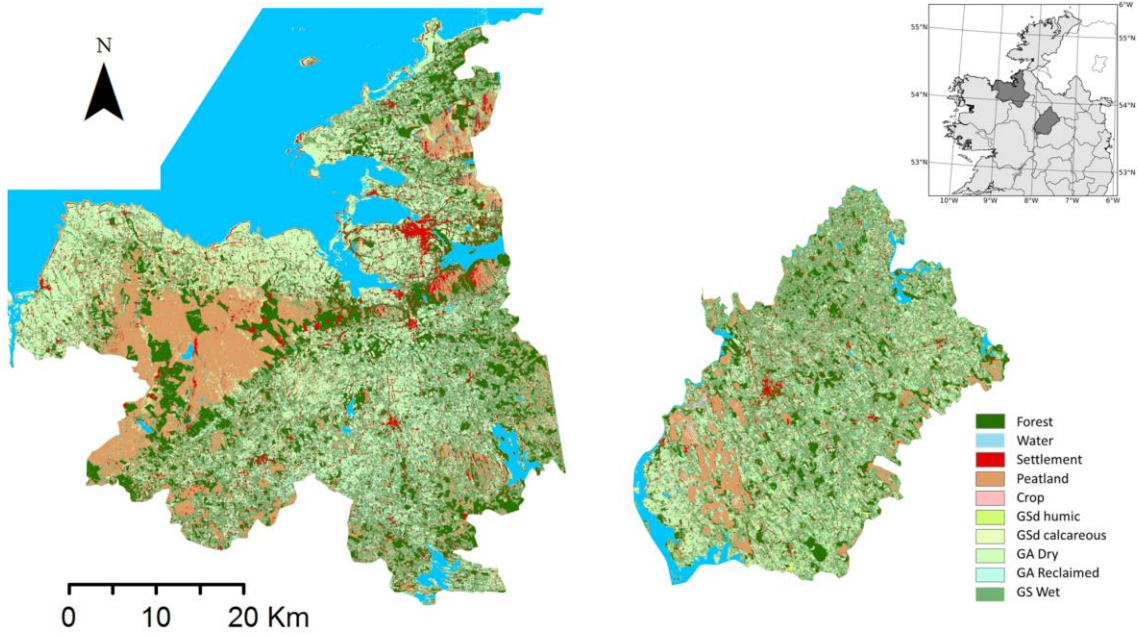 N
6°W
55°N
55°N
54°N
54°N
53°N
53°N
10°W 9°W 8°W 7°W 6°W
Forest
Water
Settlement
Peatland
Crop
GSd humic
GSd calcareous
GA Dry
GA Reclaimed
GS Wet
0 10 20 Km